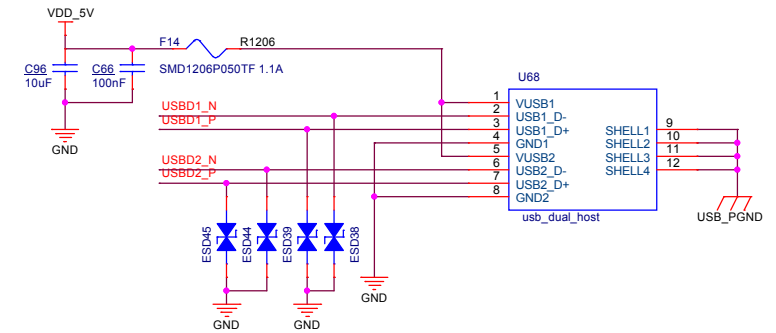 VDD_5V
F14 R1206
C96 C66 SMD1206P050TF 1.1A
10uF 100nF
U68
USBD1_N
USBD1_P
USBD2_N
USBD2_P
GND
1 VUSB1
2 USB1_D-
3 USB1_D+ SHELL1 9
4 GND1 SHELL2 10
5 VUSB2 SHELL3 11
6 USB2_D- SHELL4 12
7 USB2_D+
8 GND2
usb_dual_host
USB_PGND
ESD45
ESD44
ESD39
ESD38
GND
GND
GND